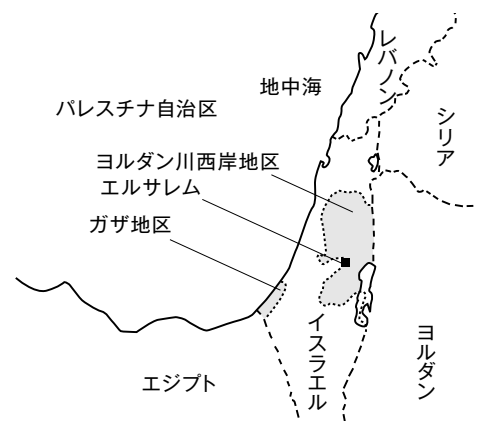 レバノン
地中海
パレスチナ自治区
シリア
ヨルダン川西岸地区
エルサレム
ガザ地区
イスラエル
ヨルダン
エジプト